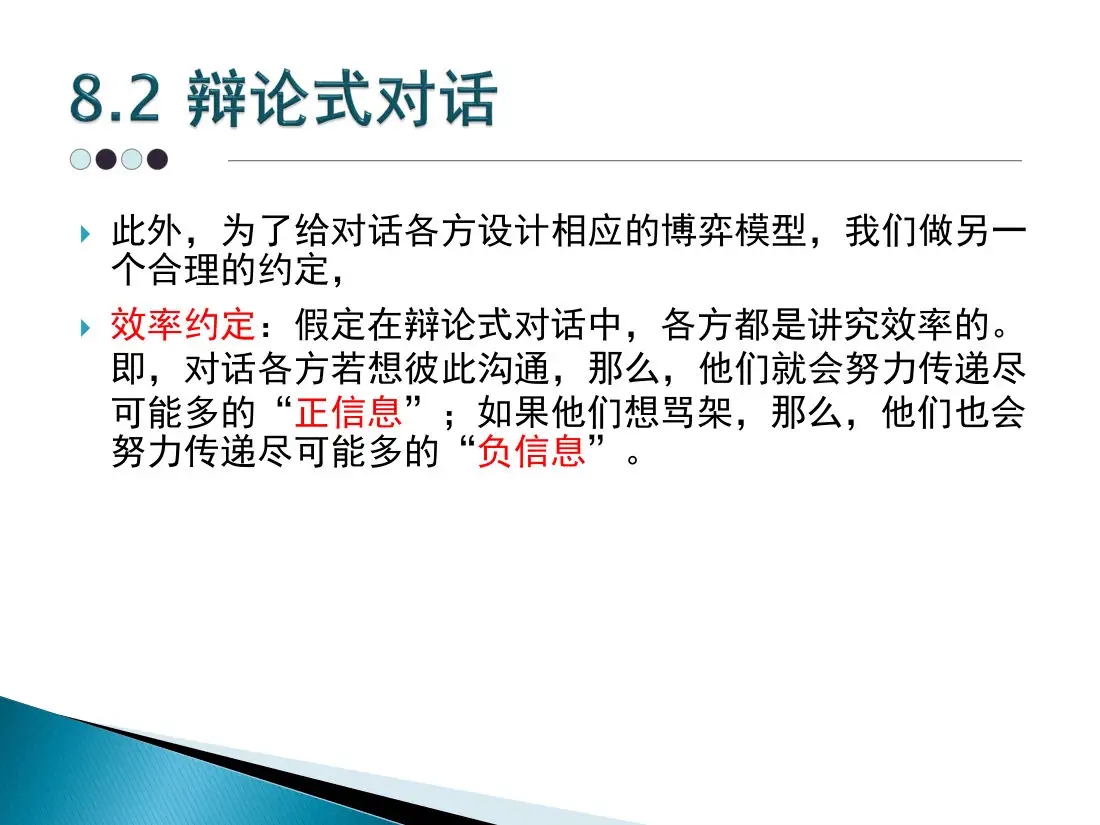 8.2 辩论式对话
此外，为了给对话各方设计相应的博弈模型，我们做另一
个合理的约定，
效率约定：假定在辩论式对话中，各方都是讲究效率的。
即，对话各方若想彼此沟通，那么，他们就会努力传递尽
可能多的“正信息”；如果他们想骂架，那么，他们也会
努力传递尽可能多的“负信息”。